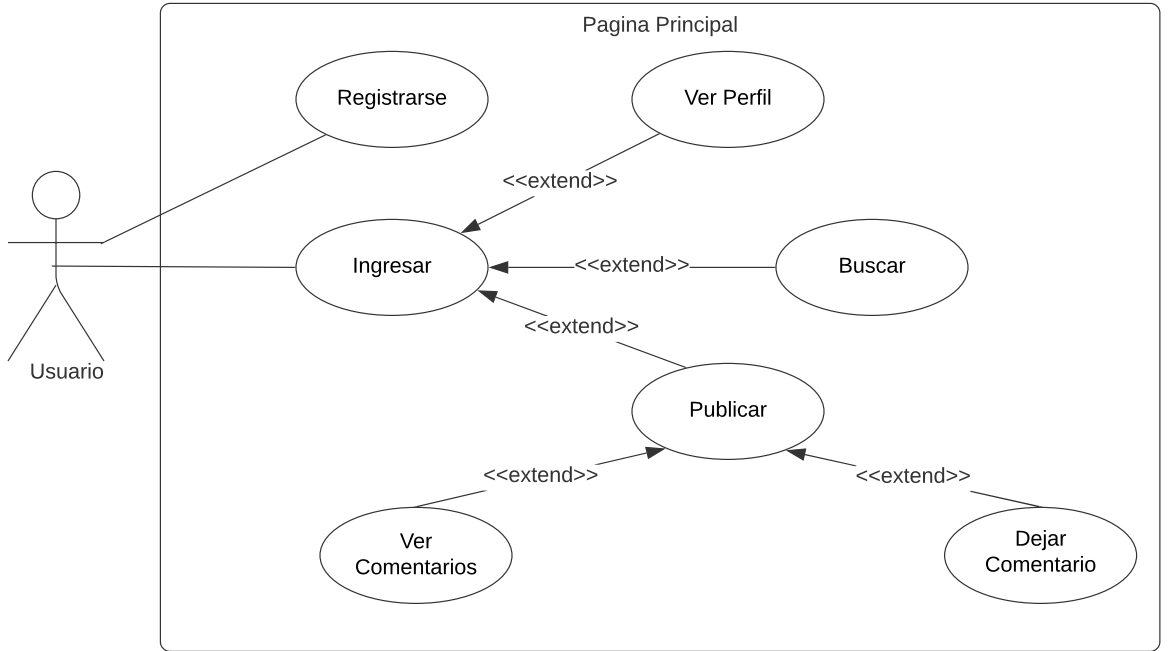 Pagina Principal
Registrarse
Ver Perfil
<<extend>>
Ingresar
<<extend>>
Buscar
<<extend>>
Usuario
Publicar
<<extend>>
<<extend>>
Ver
Comentarios
Dejar
Comentario